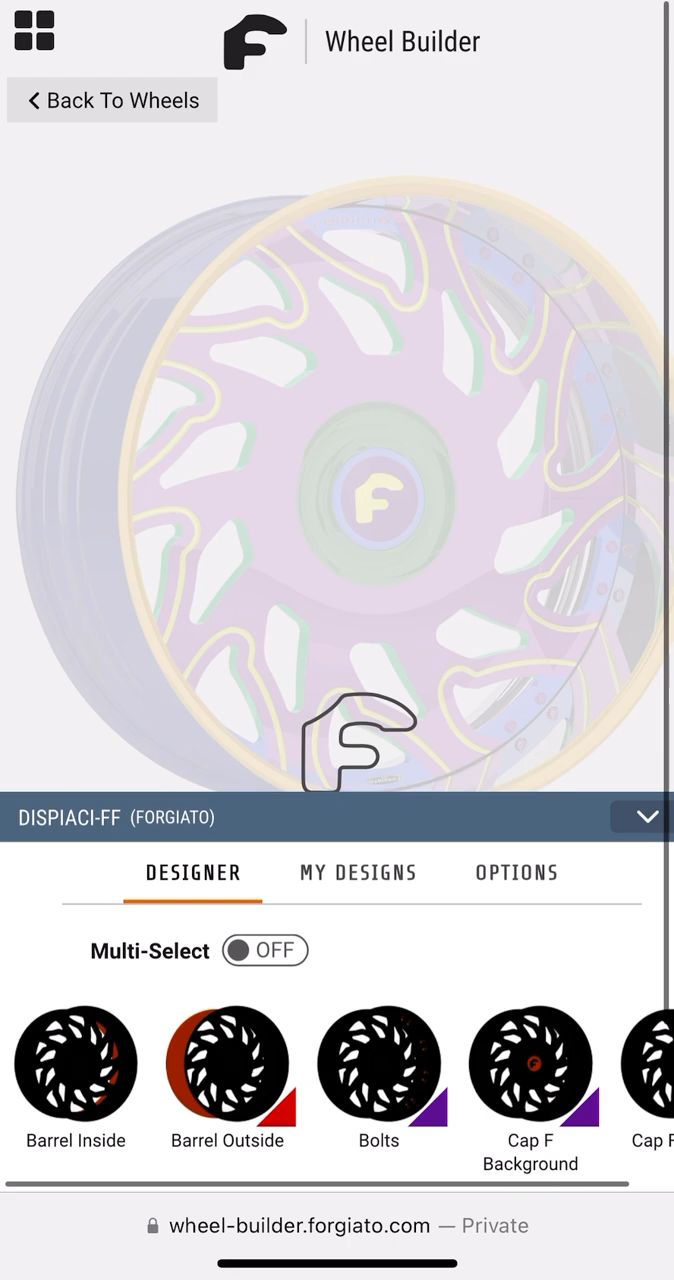 Wheel Builder
Back To Wheels
DISPIACI-FF (FORGIATO)
DESIGNER MY DESIGNS OPTIONS
Multi-Select OFF
Barrel Inside
Barrel Outside
Bolts
Cap F
Background
Cap F
wheel-builder.forgiato.com — Private